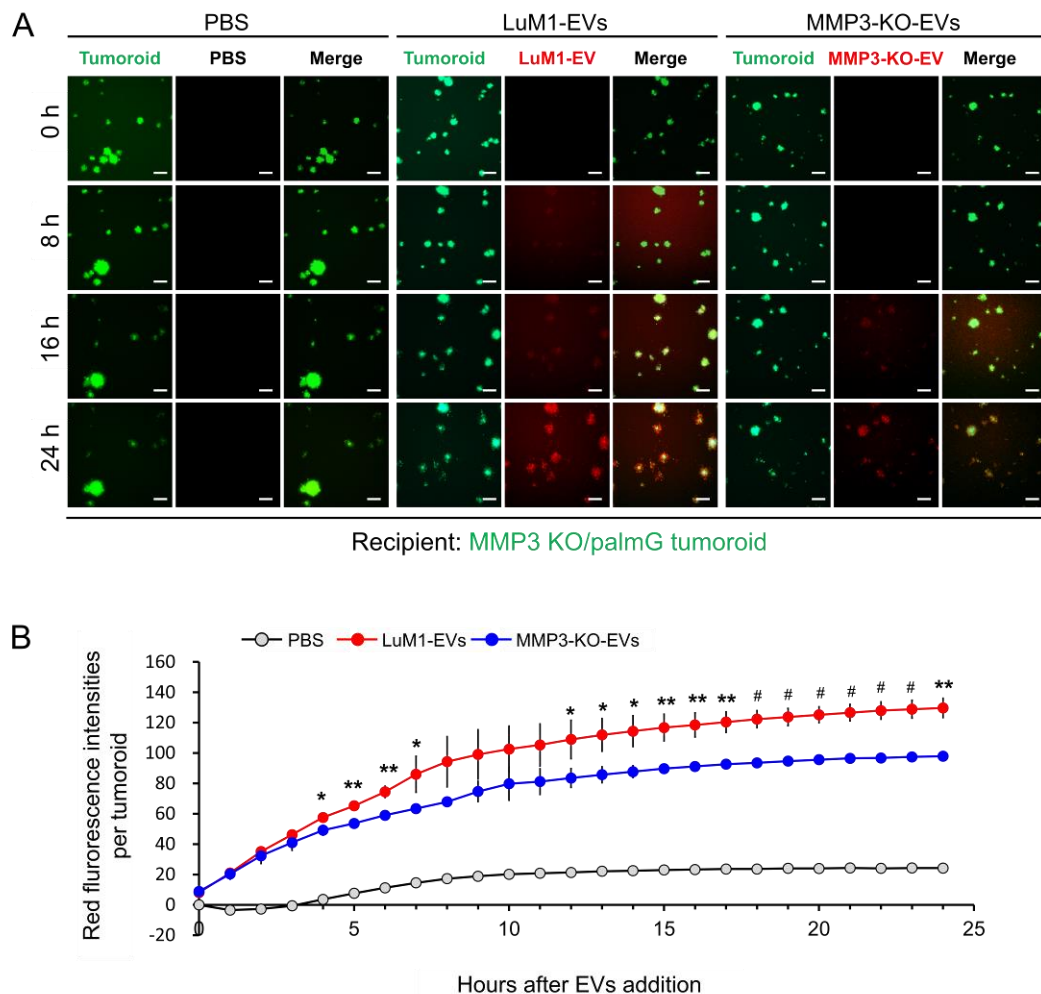 A
PBS LuM1-EVs MMP3-KO-EVs
Tumoroid PBS Merge Tumoroid LuM1-EV Merge Tumoroid MMP3-KO-EV Merge
0 h
8 h
16 h
24 h
Recipient: MMP3 KO/palmG tumoroid
B
PBS LuM1-EVs MMP3-KO-EVs
Red flurorescence intensities
per tumoroid
160
140
120
100
80
60
40
20
0
-20
* ** ** * * * * ** ** ** # # # # # # **
0 5 10 15 20 25
Hours after EVs addition